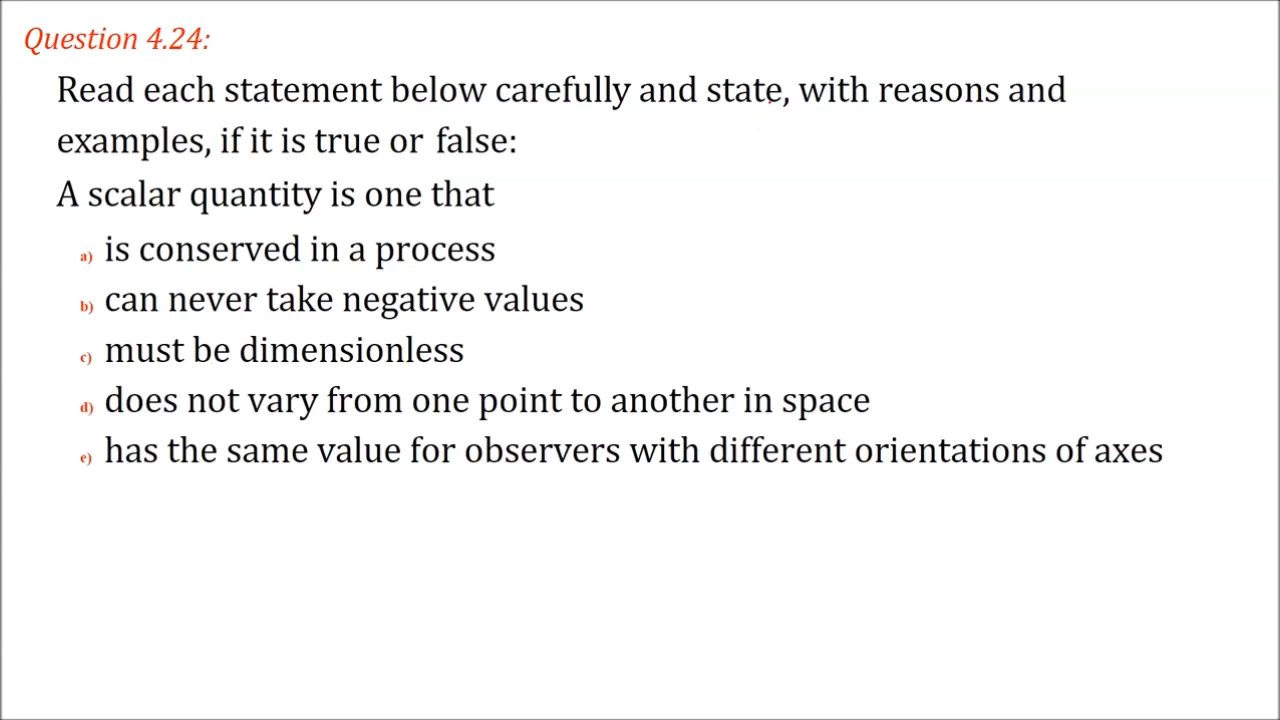 Question 4.24:
Read each statement below carefully and state, with reasons and
examples, if it is true or false:
A scalar quantity is one that
a) is conserved in a process
b) can never take negative values
c) must be dimensionless
d) does not vary from one point to another in space
e) has the same value for observers with different orientations of axes